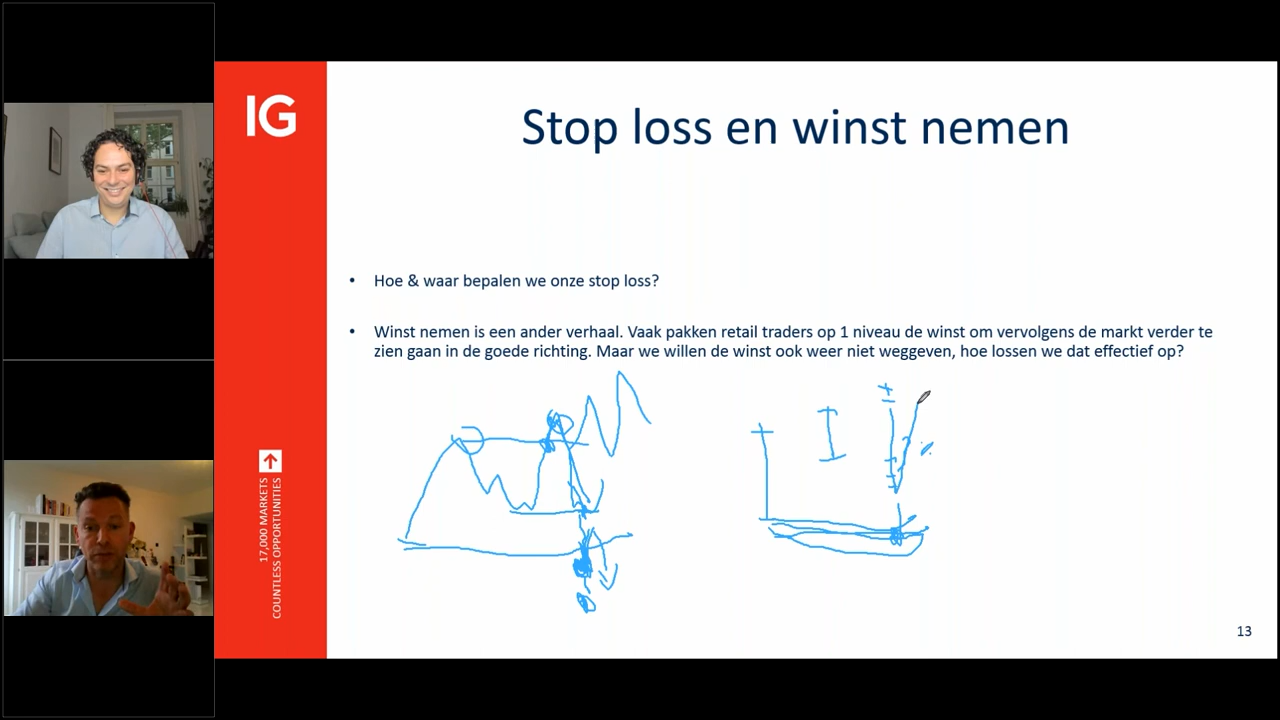 IG
Stop loss en winst nemen
• Hoe & waar bepalen we onze stop loss?
• Winst nemen is een ander verhaal. Vaak pakken retail traders op 1 niveau de winst om vervolgens de markt verder te
zien gaan in de goede richting. Maar we willen de winst ook weer niet weggeven, hoe lossen we dat effectief op?
17,000 MARKETS
COUNTLESS OPPORTUNITIES
13